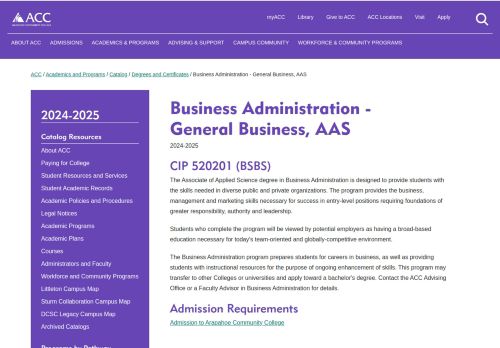 ACC
myACC Library Give to ACC ACC Locations Visit Apply
ABOUT ACC ADMISSIONS ACADEMICS & PROGRAMS ADVISING & SUPPORT CAMPUS COMMUNITY WORKFORCE & COMMUNITY PROGRAMS
ACC / Academics and Programs / Catalog / Degrees and Certificates / Business Administration - General Business, AAS
2024-2025
Catalog Resources
About ACC
Paying for College
Student Resources and Services
Student Academic Records
Academic Policies and Procedures
Legal Notices
Academic Programs
Academic Plans
Courses
Administrators and Faculty
Workforce and Community Programs
Littleton Campus Map
Sturm Collaboration Campus Map
DCSC Legacy Campus Map
Archived Catalogs
Business Administration -
General Business, AAS
2024-2025
CIP 520201 (BSBS)
The Associate of Applied Science degree in Business Administration is designed to provide students
with the skills needed in diverse public and private organizations. The program provides the business,
management and marketing skills necessary for success in entry-level positions requiring foundations of
greater responsibility, authority and leadership.
Students who complete the program will be viewed by potential employers as having a broad-based
education necessary for today's team-oriented and globally-competitive environment.
The Business Administration program prepares students for careers in business, as well as providing
students with instructional resources for the purpose of ongoing enhancement of skills. This program may
transfer to other Colleges or universities and apply toward a bachelor's degree. Contact the ACC Advising
Office or a Faculty Advisor in Business Administration for details.
Admission Requirements
Admission to Arapahoe Community College